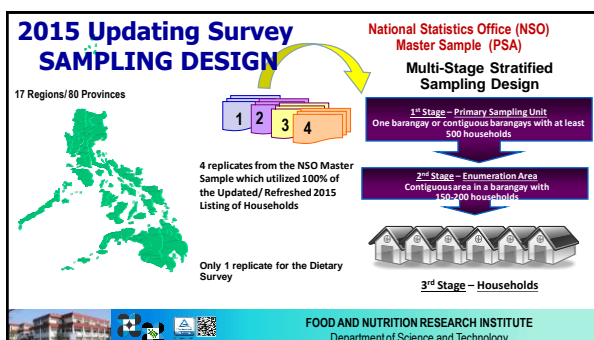 2015 Updating Survey
SAMPLING DESIGN
17 Regions/ 80 Provinces
1
2
3
4
4 replicates from the NSO Master
Sample which utilized 100% of
the Updated/ Refreshed 2015
Listing of Households
Only 1 replicate for the Dietary
Survey
National Statistics Office (NSO)
Master Sample (PSA)
Multi-Stage Stratified
Sampling Design
1st Stage – Primary Sampling Unit
One barangay or contiguous barangays with at least
500 households
2nd Stage – Enumeration Area
Contiguous area in a barangay with
150-200 households
3rd Stage – Households
FOOD AND NUTRITION RESEARCH INSTITUTE
Department of Science and Technology